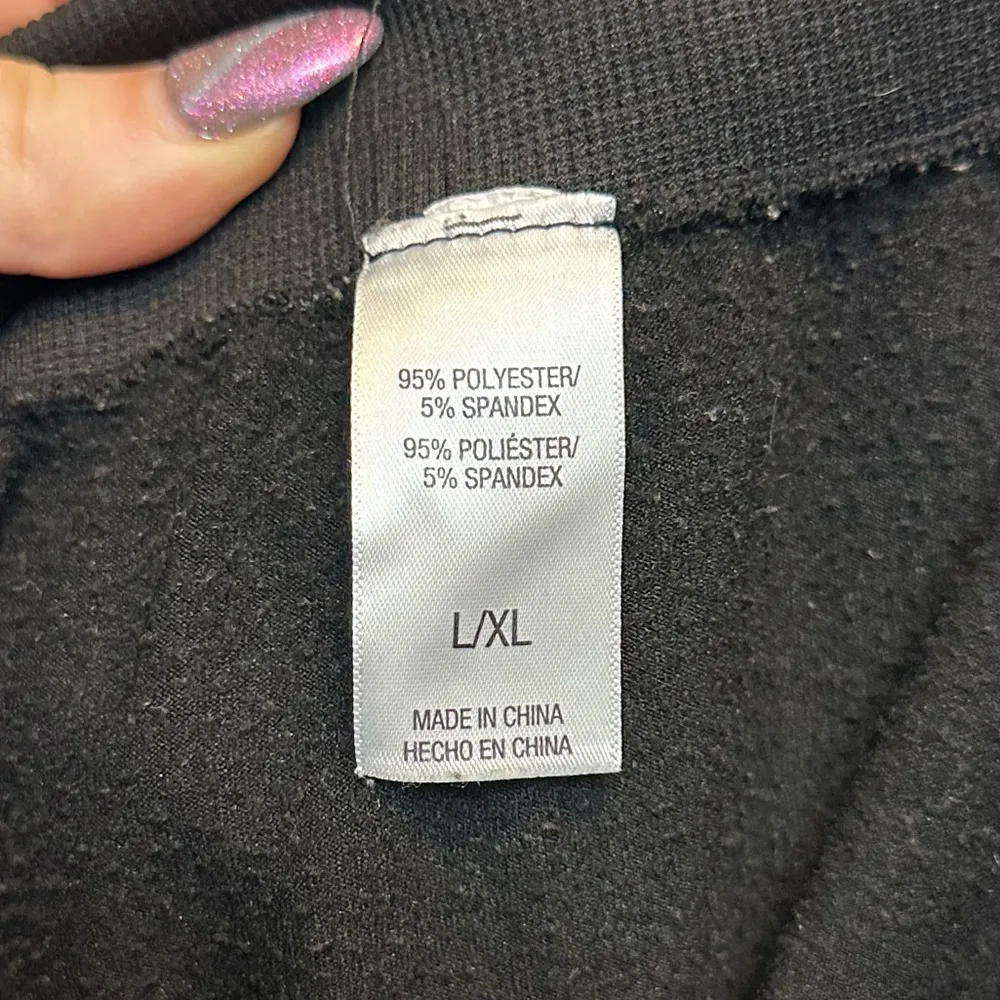 95% POLYESTER/
5% SPANDEX
95% POLIÉSTER/
5% SPANDEX
L/XL
MADE IN CHINA
HECHO EN CHINA